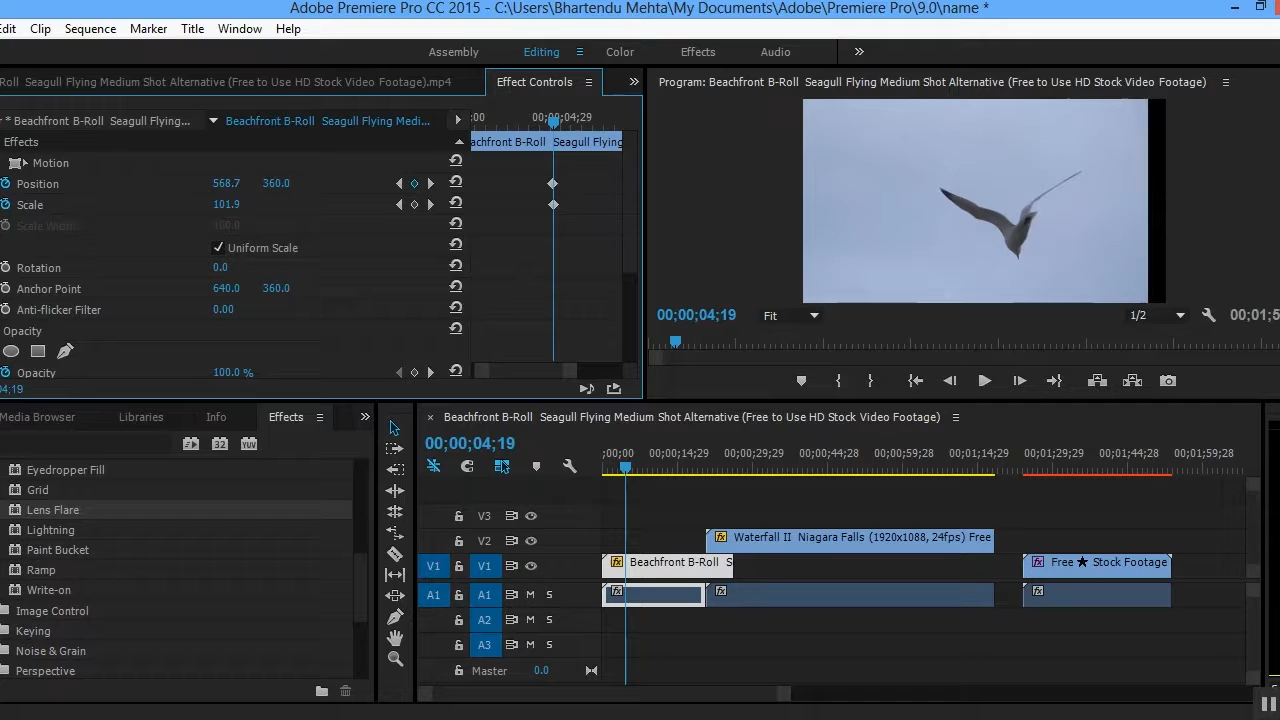 Adobe Premiere Pro CC 2015 - C:\Users\Bhartendu Mehta\My Documents\Adobe\Premiere Pro\9.0\name *
Edit Clip Sequence Marker Title Window Help
Assembly Editing Color Effects Audio
Roll Seagull Flying Medium Shot Alternative (Free to Use HD Stock Video Footage).mp4 Effect Controls
Program: Beachfront B-Roll Seagull Flying Medium Shot Alternative (Free to Use HD Stock Video Footage)
r * Beachfront B-Roll Seagull Flying... Beachfront B-Roll Seagull Flying Medi... ;00 00;00;04;29
Effects
achfront B-Roll Seagull Flying
Motion
Position 568.7 360.0
Scale 101.9
Scale Width 100.0
Uniform Scale
Rotation 0.0
Anchor Point 640.0 360.0
Anti-flicker Filter 0.00
Opacity
Opacity 100.0 %
04;19
00;00;04;19 Fit 1/2 00;01;5
Media Browser Libraries Info Effects
32 YUV
Eyedropper Fill
Grid
Lens Flare
Lightning
Paint Bucket
Ramp
Write-on
Image Control
Keying
Noise & Grain
Perspective
× Beachfront B-Roll Seagull Flying Medium Shot Alternative (Free to Use HD Stock Video Footage)
00;00;04;19
;00;00 00;00;14;29 00;00;29;29 00;00;44;28 00;00;59;28 00;01;14;29 00;01;29;29 00;01;44;28 00;01;59;28
V3
V2 fx Waterfall II Niagara Falls (1920x1088, 24fps) Free
V1 V1 fx Beachfront B-Roll S fx Free ★ Stock Footage
A1 A1 M S fx fx fx
A2 M S
A3 M S
Master 0.0